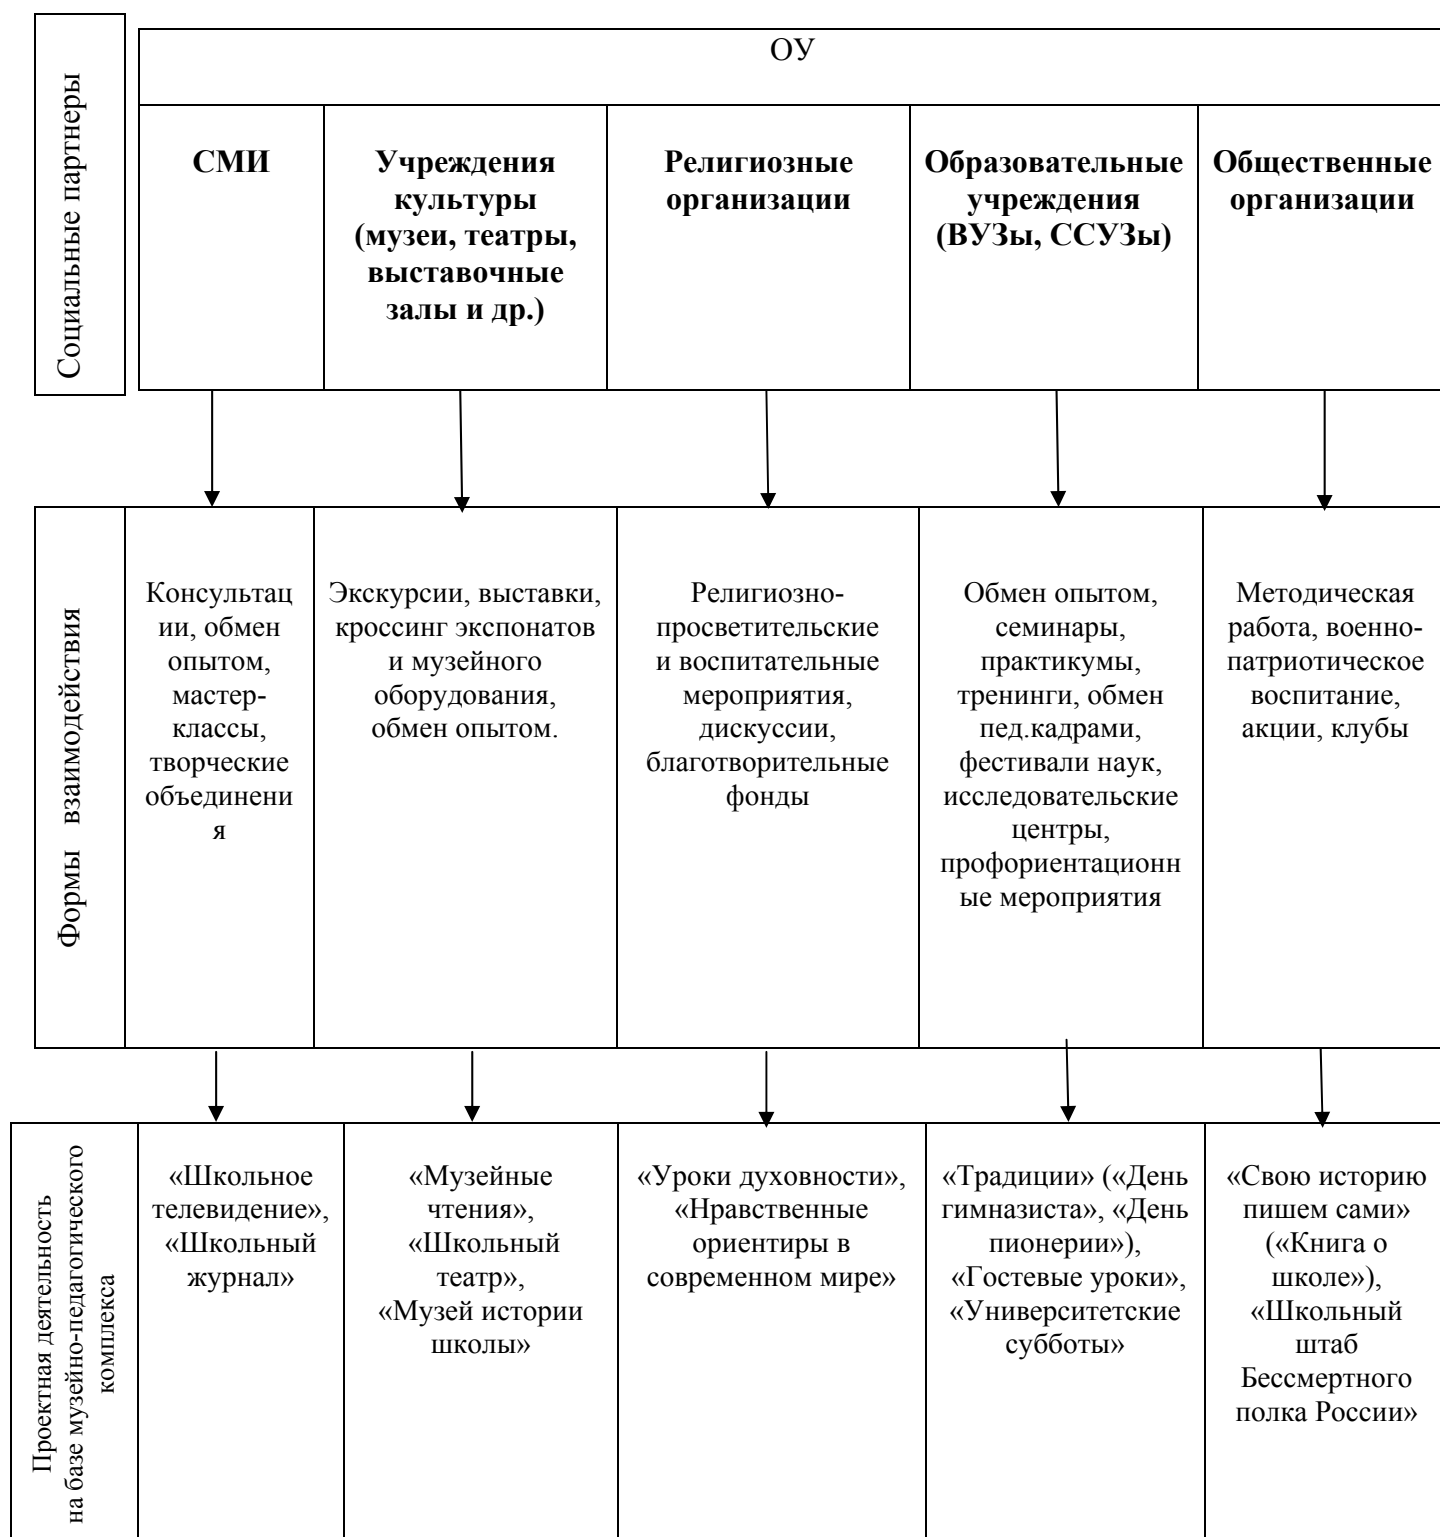 Социальные партнеры
ОУ
СМИ
Учреждения
культуры
(музеи, театры,
выставочные
залы и др.)
Религиозные
организации
Образовательные
учреждения
(ВУЗы, ССУЗы)
Общественные
организации
Формы взаимодействия
Консультац
ии, обмен
опытом,
мастер-
классы,
творческие
объединени
я
Экскурсии, выставки,
кроссинг экспонатов
и музейного
оборудования,
обмен опытом.
Религиозно-
просветительские
и воспитательные
мероприятия,
дискуссии,
благотворительные
фонды
Обмен опытом,
семинары,
практикумы,
тренинги, обмен
пед.кадрами,
фестивали наук,
исследовательские
центры,
профориентационн
ые мероприятия
Методическая
работа, военно-
патриотическое
воспитание,
акции, клубы
Проектная деятельность
на базе музейно-педагогического
комплекса
«Школьное
телевидение»,
«Школьный
журнал»
«Музейные
чтения»,
«Школьный
театр»,
«Музей истории
школы»
«Уроки духовности»,
«Нравственные
ориентиры в
современном мире»
«Традиции» («День
гимназиста», «День
пионерии»),
«Гостевые уроки»,
«Университетские
субботы»
«Свою историю
пишем сами»
(«Книга о
школе»),
«Школьный
штаб
Бессмертного
полка России»